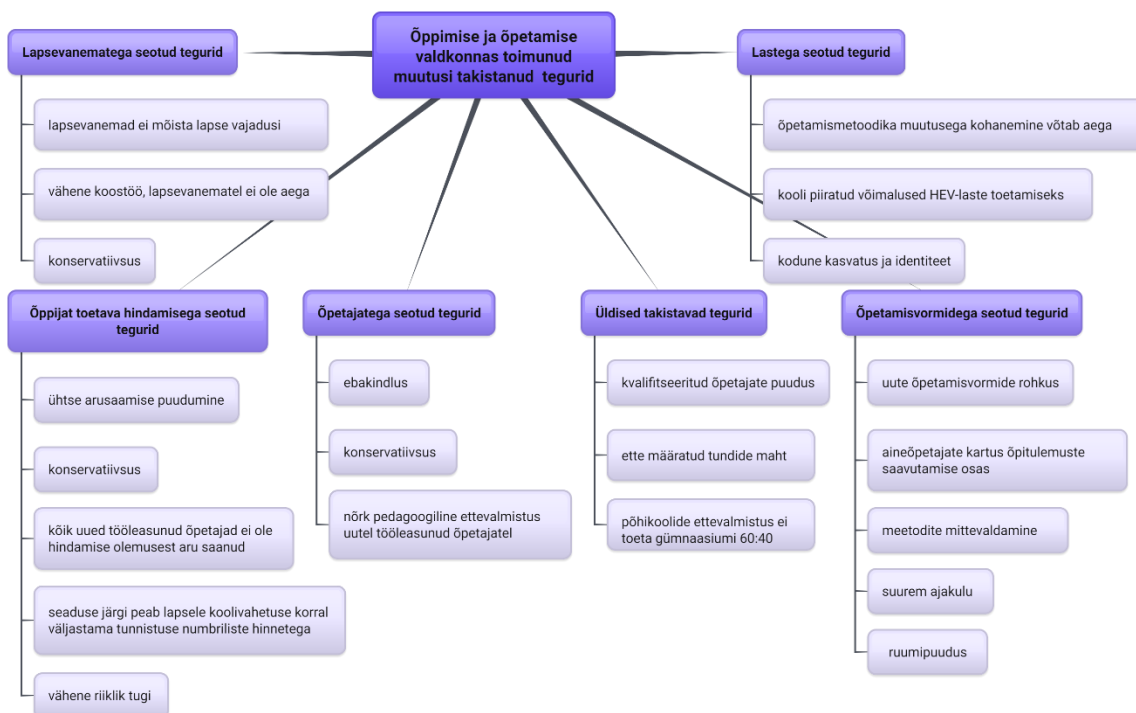 Õppimise ja õpetamise
valdkonnas toimunud
muutusi takistanud tegurid
Lapsevanematega seotud tegurid
lapsevanemad ei mõista lapse vajadusi
vähene koostöö, lapsevanematel ei ole aega
konservatiivsus
Lastega seotud tegurid
õpetamismetoodika muutusega kohanemine võtab aega
kooli piiratud võimalused HEV-laste toetamiseks
kodune kasvatus ja identiteet
Õppijat toetava hindamisega seotud
tegurid
ühtse arusaamise puudumine
konservatiivsus
kõik uued tööleasunud õpetajad ei ole
hindamise olemusest aru saanud
seaduse järgi peab lapsele koolivahetuse korral
väljastama tunnistuse numbriliste hinnetega
vähene riiklik tugi
Õpetajatega seotud tegurid
ebakindlus
konservatiivsus
nõrk pedagoogiline ettevalmistus
uutel tööleasunud õpetajatel
Üldised takistavad tegurid
kvalifitseeritud õpetajate puudus
ette määratud tundide maht
põhikoolide ettevalmistus ei
toeta gümnaasiumi 60:40
Õpetamisvormidega seotud tegurid
uute õpetamisvormide rohkus
aineõpetajate kartus õpitulemuste
saavutamise osas
meetodite mittevaldamine
suurem ajakulu
ruumipuudus